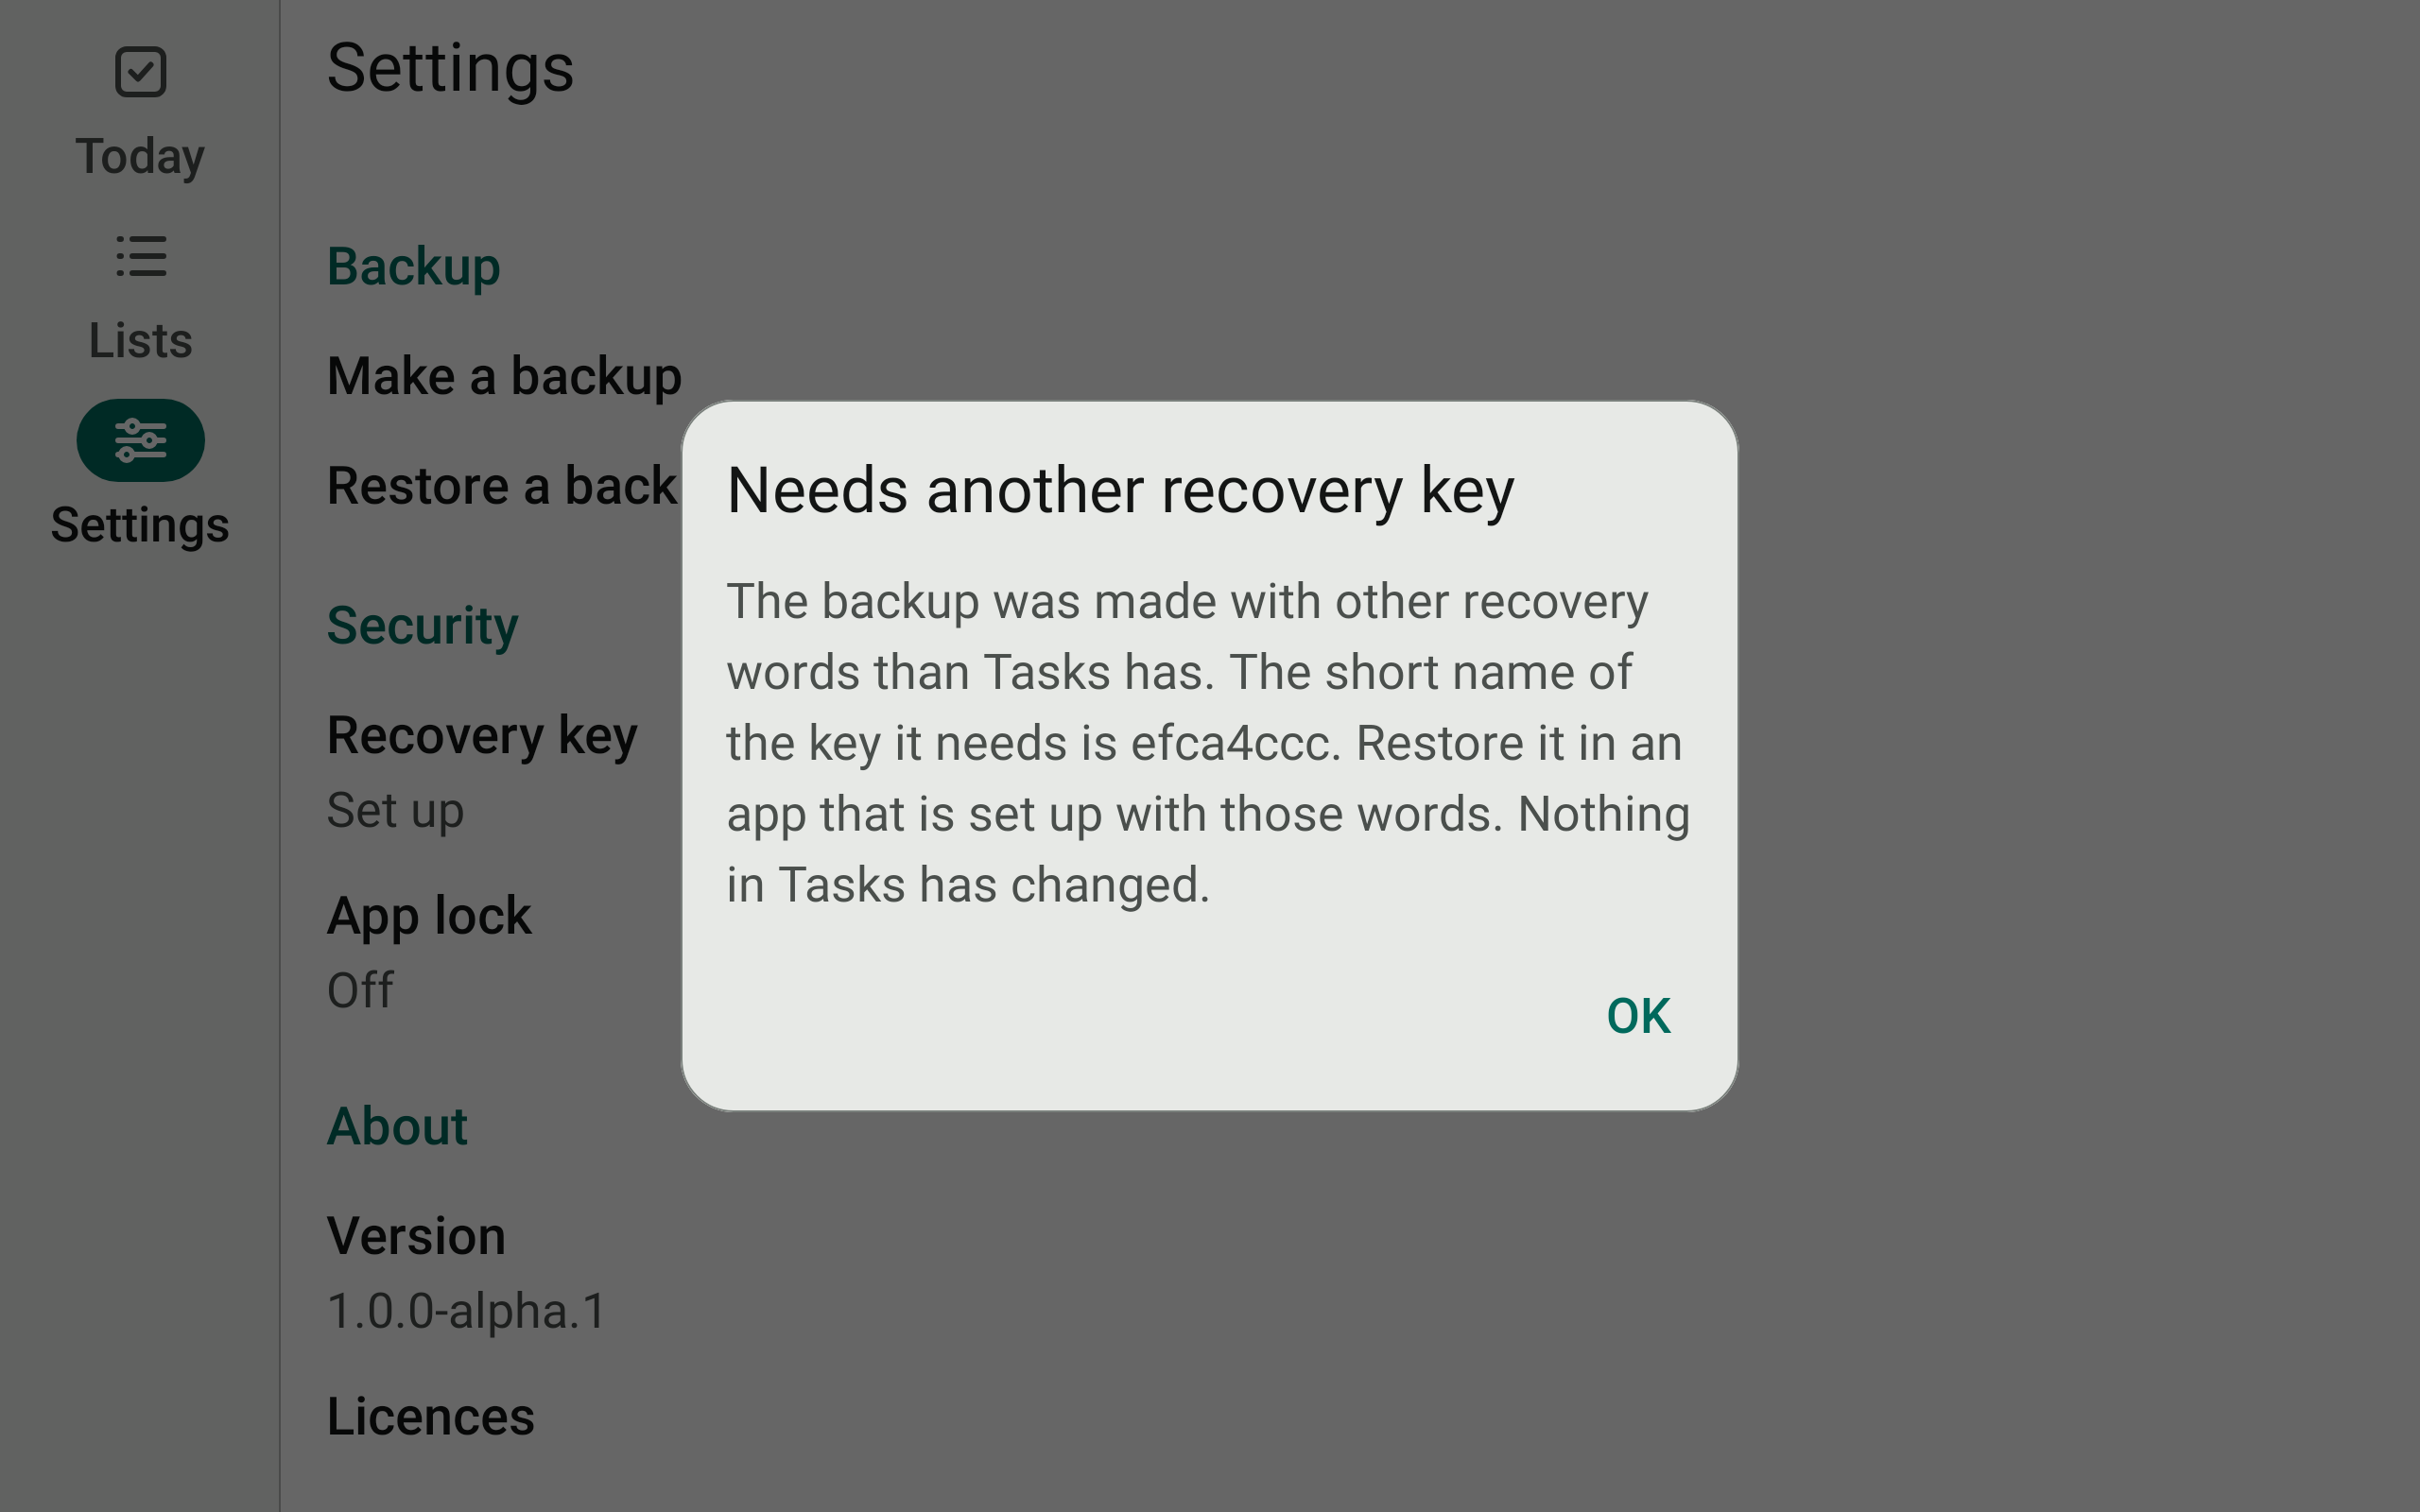 Settings
Today
Lists
Settings
Backup
Make a backup
Restore a back
Security
Recovery key
Set up
App lock
Off
About
Version
1.0.0-alpha.1
Licences
Needs another recovery key
The backup was made with other recovery
words than Tasks has. The short name of
the key it needs is efca4ccc. Restore it in an
app that is set up with those words. Nothing
in Tasks has changed.
OK